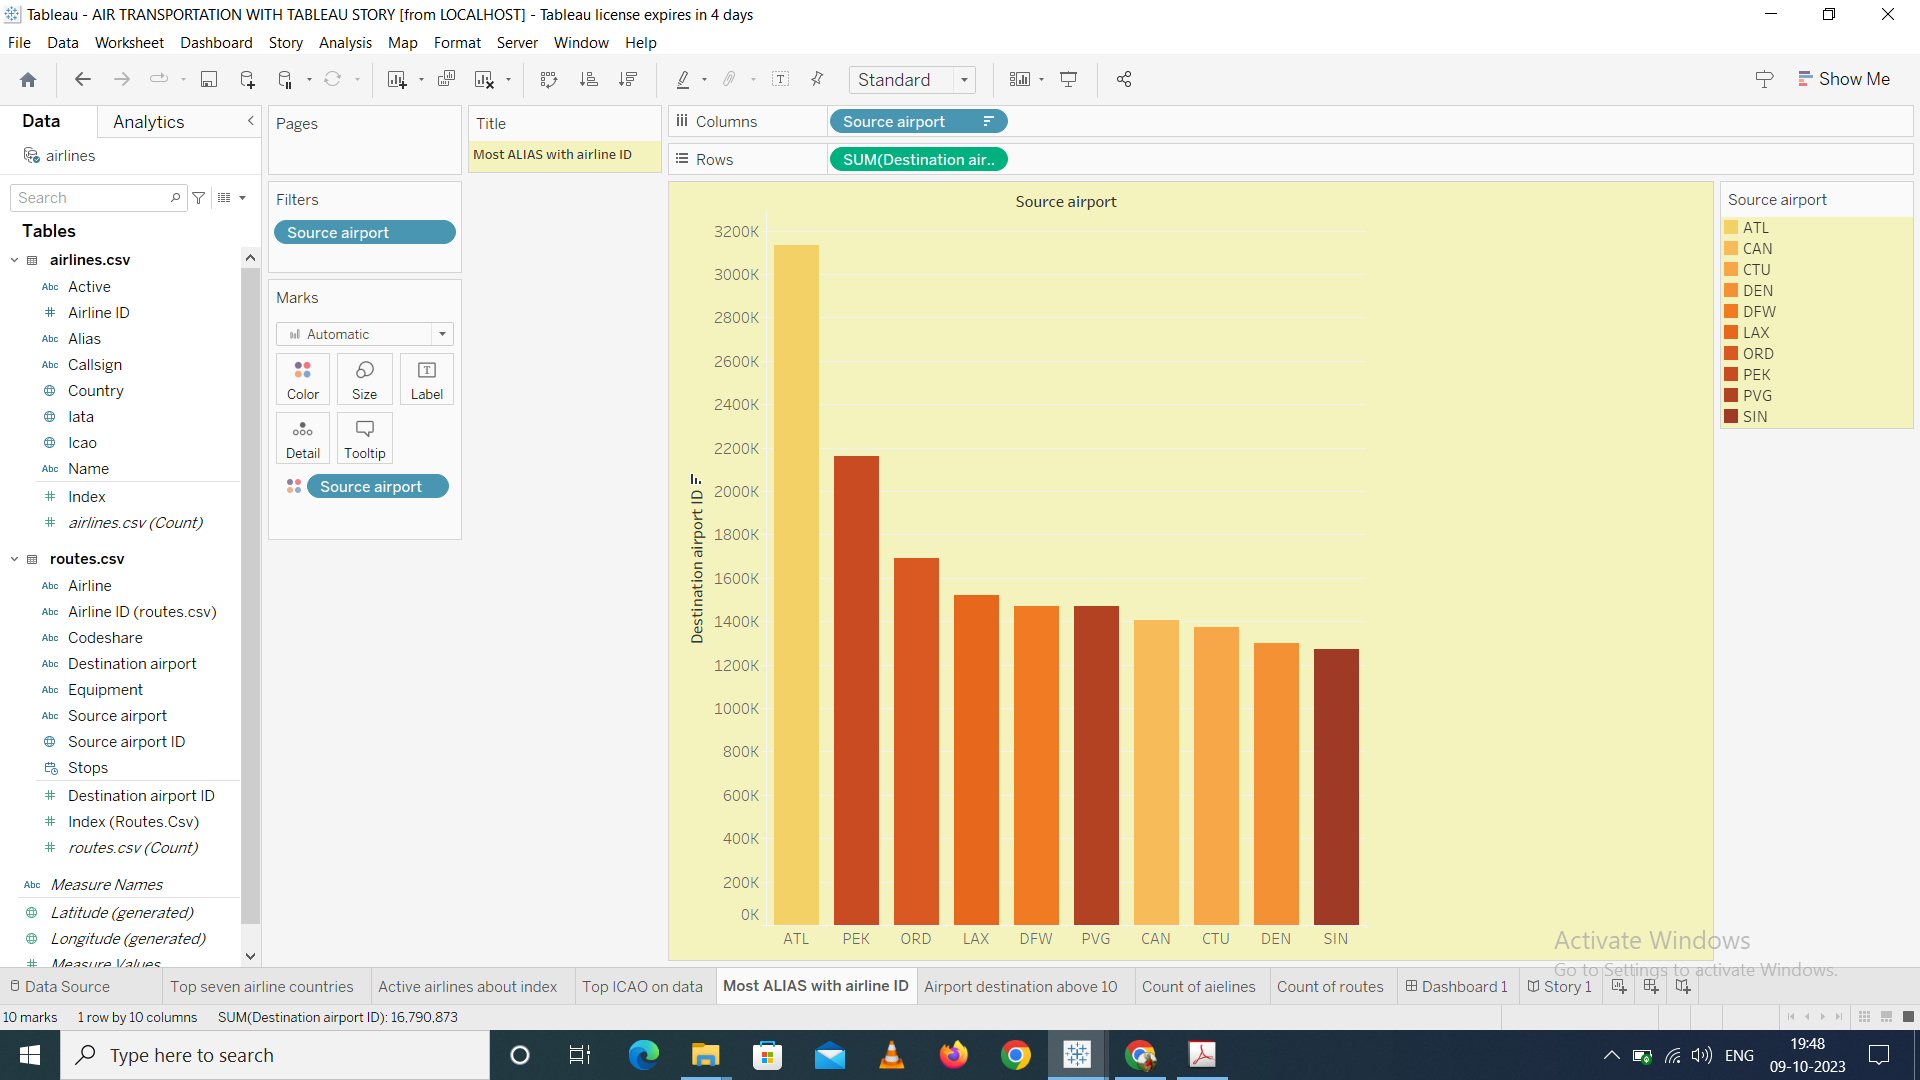 Tableau - AIR TRANSPORTATION WITH TABLEAU STORY [from LOCALHOST] - Tableau license expires in 4 days
File Data Worksheet Dashboard Story Analysis Map Format Server Window Help
Standard
Show Me
Data
Analytics
airlines
Search
Tables
airlines.csv
Abc Active
Airline ID
Abc Alias
Abc Callsign
Country
Iata
Icao
Abc Name
Index
airlines.csv (Count)
routes.csv
Abc Airline
Abc Airline ID (routes.csv)
Abc Codeshare
Abc Destination airport
Abc Equipment
Abc Source airport
Source airport ID
Stops
Destination airport ID
Index (Routes.Csv)
routes.csv (Count)
Abc Measure Names
Latitude (generated)
Longitude (generated)
Measure Values
Pages
Filters
Source airport
Marks
Automatic
Color Size Label
Detail Tooltip
Source airport
Title
Most ALIAS with airline ID
Columns
Source airport
Rows
SUM(Destination air..
Source airport
Destination airport ID
3200K
3000K
2800K
2600K
2400K
2200K
2000K
1800K
1600K
1400K
1200K
1000K
800K
600K
400K
200K
0K
ATL PEK ORD LAX DFW PVG CAN CTU DEN SIN
Source airport
ATL
CAN
CTU
DEN
DFW
LAX
ORD
PEK
PVG
SIN
Activate Windows
Go to Settings to activate Windows.
Data Source Top seven airline countries Active airlines about index Top ICAO on data Most ALIAS with airline ID Airport destination above 10 Count of aielines Count of routes Dashboard 1 Story 1
10 marks 1 row by 10 columns SUM(Destination airport ID): 16,790,873
Type here to search
ENG
19:48
09-10-2023